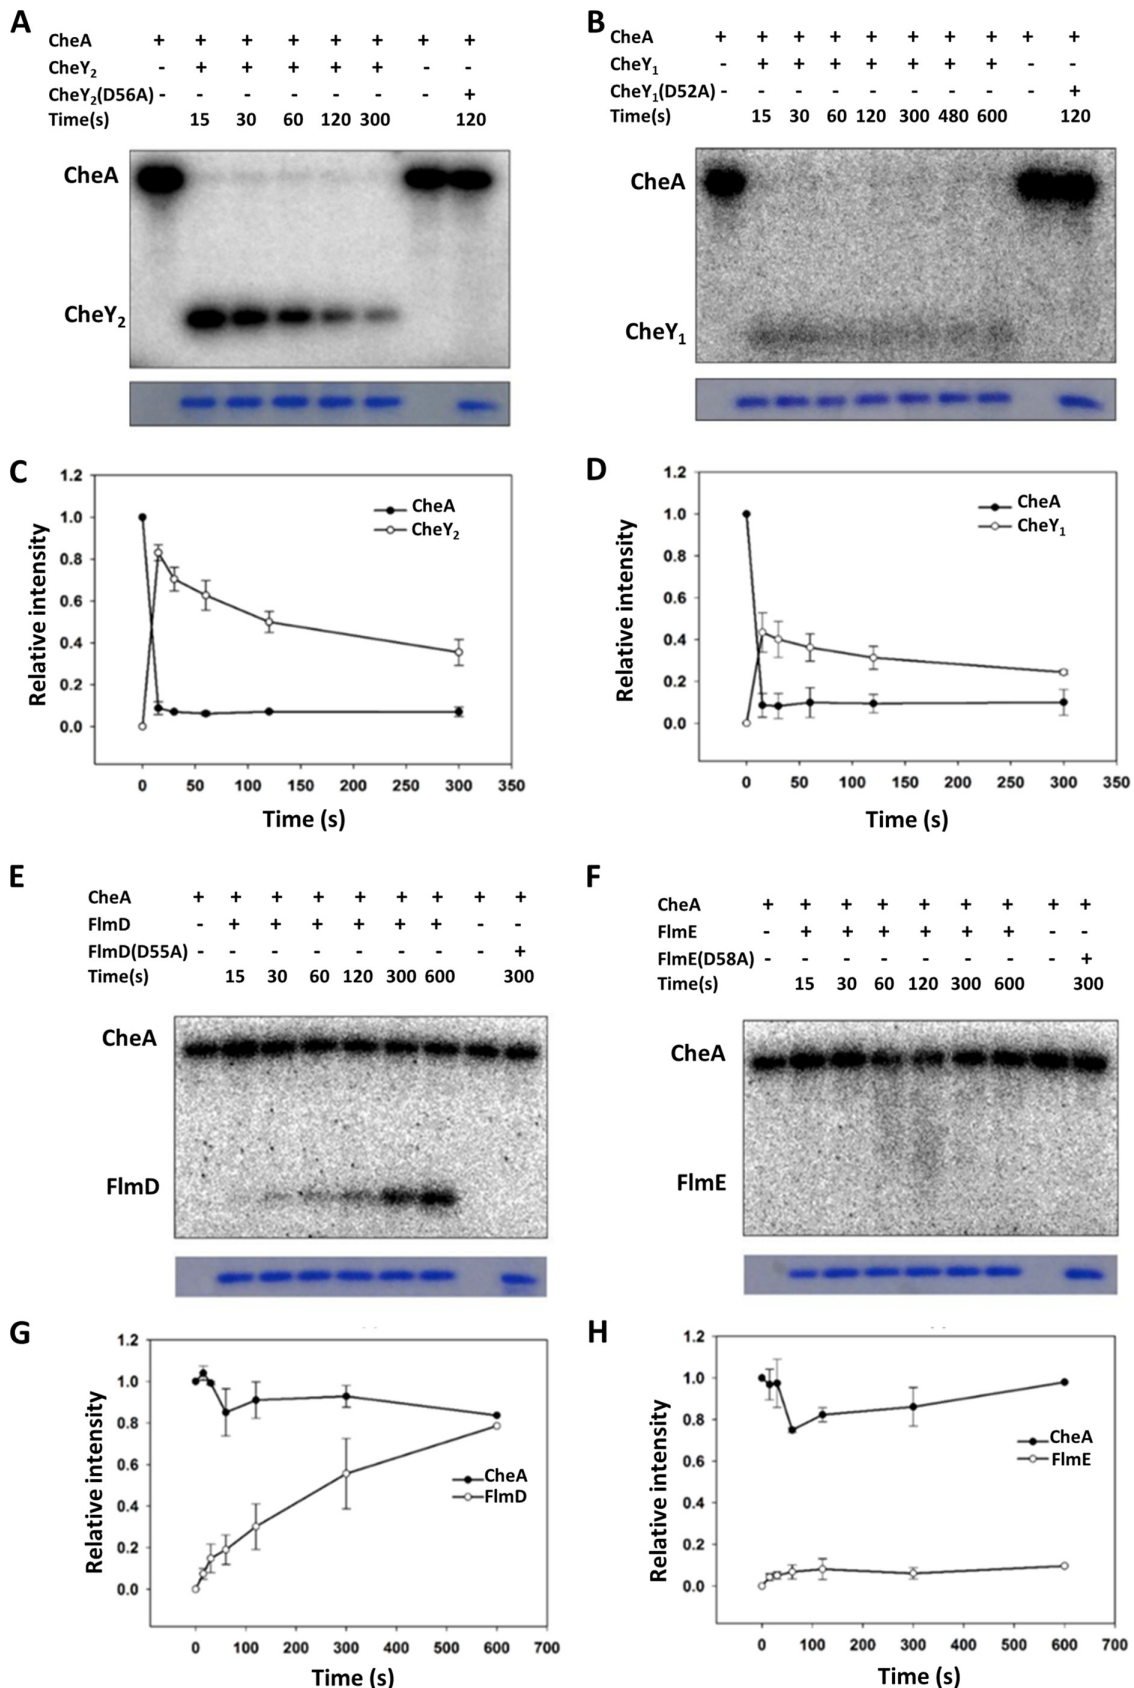 A
CheA + + + + + + + +
CheY2 - + + + + + - -
CheY2(D56A) - - - - - - - +
Time(s) 15 30 60 120 300 120
CheA
CheY2
B
CheA + + + + + + + + + +
CheY1 - + + + + + + + - -
CheY1(D52A) - - - - - - - - - +
Time(s) 15 30 60 120 300 480 600 120
CheA
CheY1
C
1.2
1.0
0.8
0.6
0.4
0.2
0.0
Relative intensity
CheA
CheY2
0 50 100 150 200 250 300 350
Time (s)
D
1.2
1.0
0.8
0.6
0.4
0.2
0.0
Relative intensity
CheA
CheY1
0 50 100 150 200 250 300 350
Time (s)
E
CheA + + + + + + + + +
FlmD - + + + + + + - -
FlmD(D55A) - - - - - - - - +
Time(s) 15 30 60 120 300 600 300
CheA
FlmD
F
CheA + + + + + + + + +
FlmE - + + + + + + - -
FlmE(D58A) - - - - - - - - +
Time(s) 15 30 60 120 300 600 300
CheA
FlmE
G
1.2
1.0
0.8
0.6
0.4
0.2
0.0
Relative intensity
CheA
FlmD
0 100 200 300 400 500 600 700
Time (s)
H
1.2
1.0
0.8
0.6
0.4
0.2
0.0
Relative intensity
CheA
FlmE
0 100 200 300 400 500 600 700
Time (s)